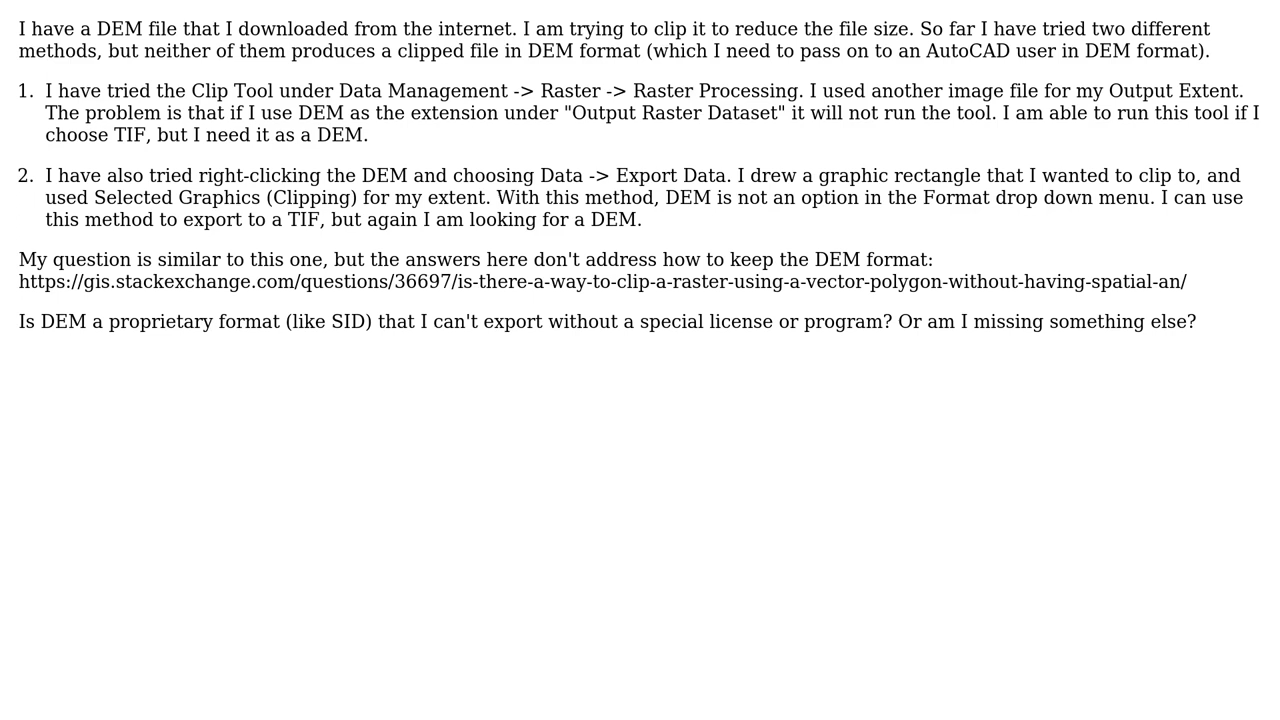 I have a DEM file that I downloaded from the internet. I am trying to clip it to reduce the file size. So far I have tried two different
methods, but neither of them produces a clipped file in DEM format (which I need to pass on to an AutoCAD user in DEM format).
1. I have tried the Clip Tool under Data Management -> Raster -> Raster Processing. I used another image file for my Output Extent.
The problem is that if I use DEM as the extension under "Output Raster Dataset" it will not run the tool. I am able to run this tool if I
choose TIF, but I need it as a DEM.
2. I have also tried right-clicking the DEM and choosing Data -> Export Data. I drew a graphic rectangle that I wanted to clip to, and
used Selected Graphics (Clipping) for my extent. With this method, DEM is not an option in the Format drop down menu. I can use
this method to export to a TIF, but again I am looking for a DEM.
My question is similar to this one, but the answers here don't address how to keep the DEM format:
https://gis.stackexchange.com/questions/36697/is-there-a-way-to-clip-a-raster-using-a-vector-polygon-without-having-spatial-an/
Is DEM a proprietary format (like SID) that I can't export without a special license or program? Or am I missing something else?